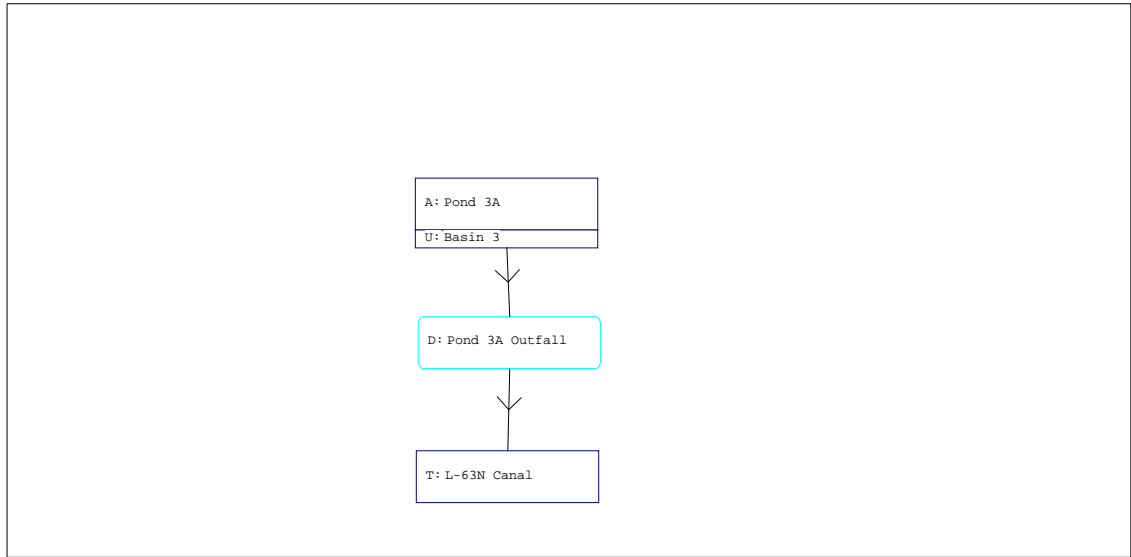 A: Pond 3A
U: Basin 3
D: Pond 3A Outfall
T: L-63N Canal